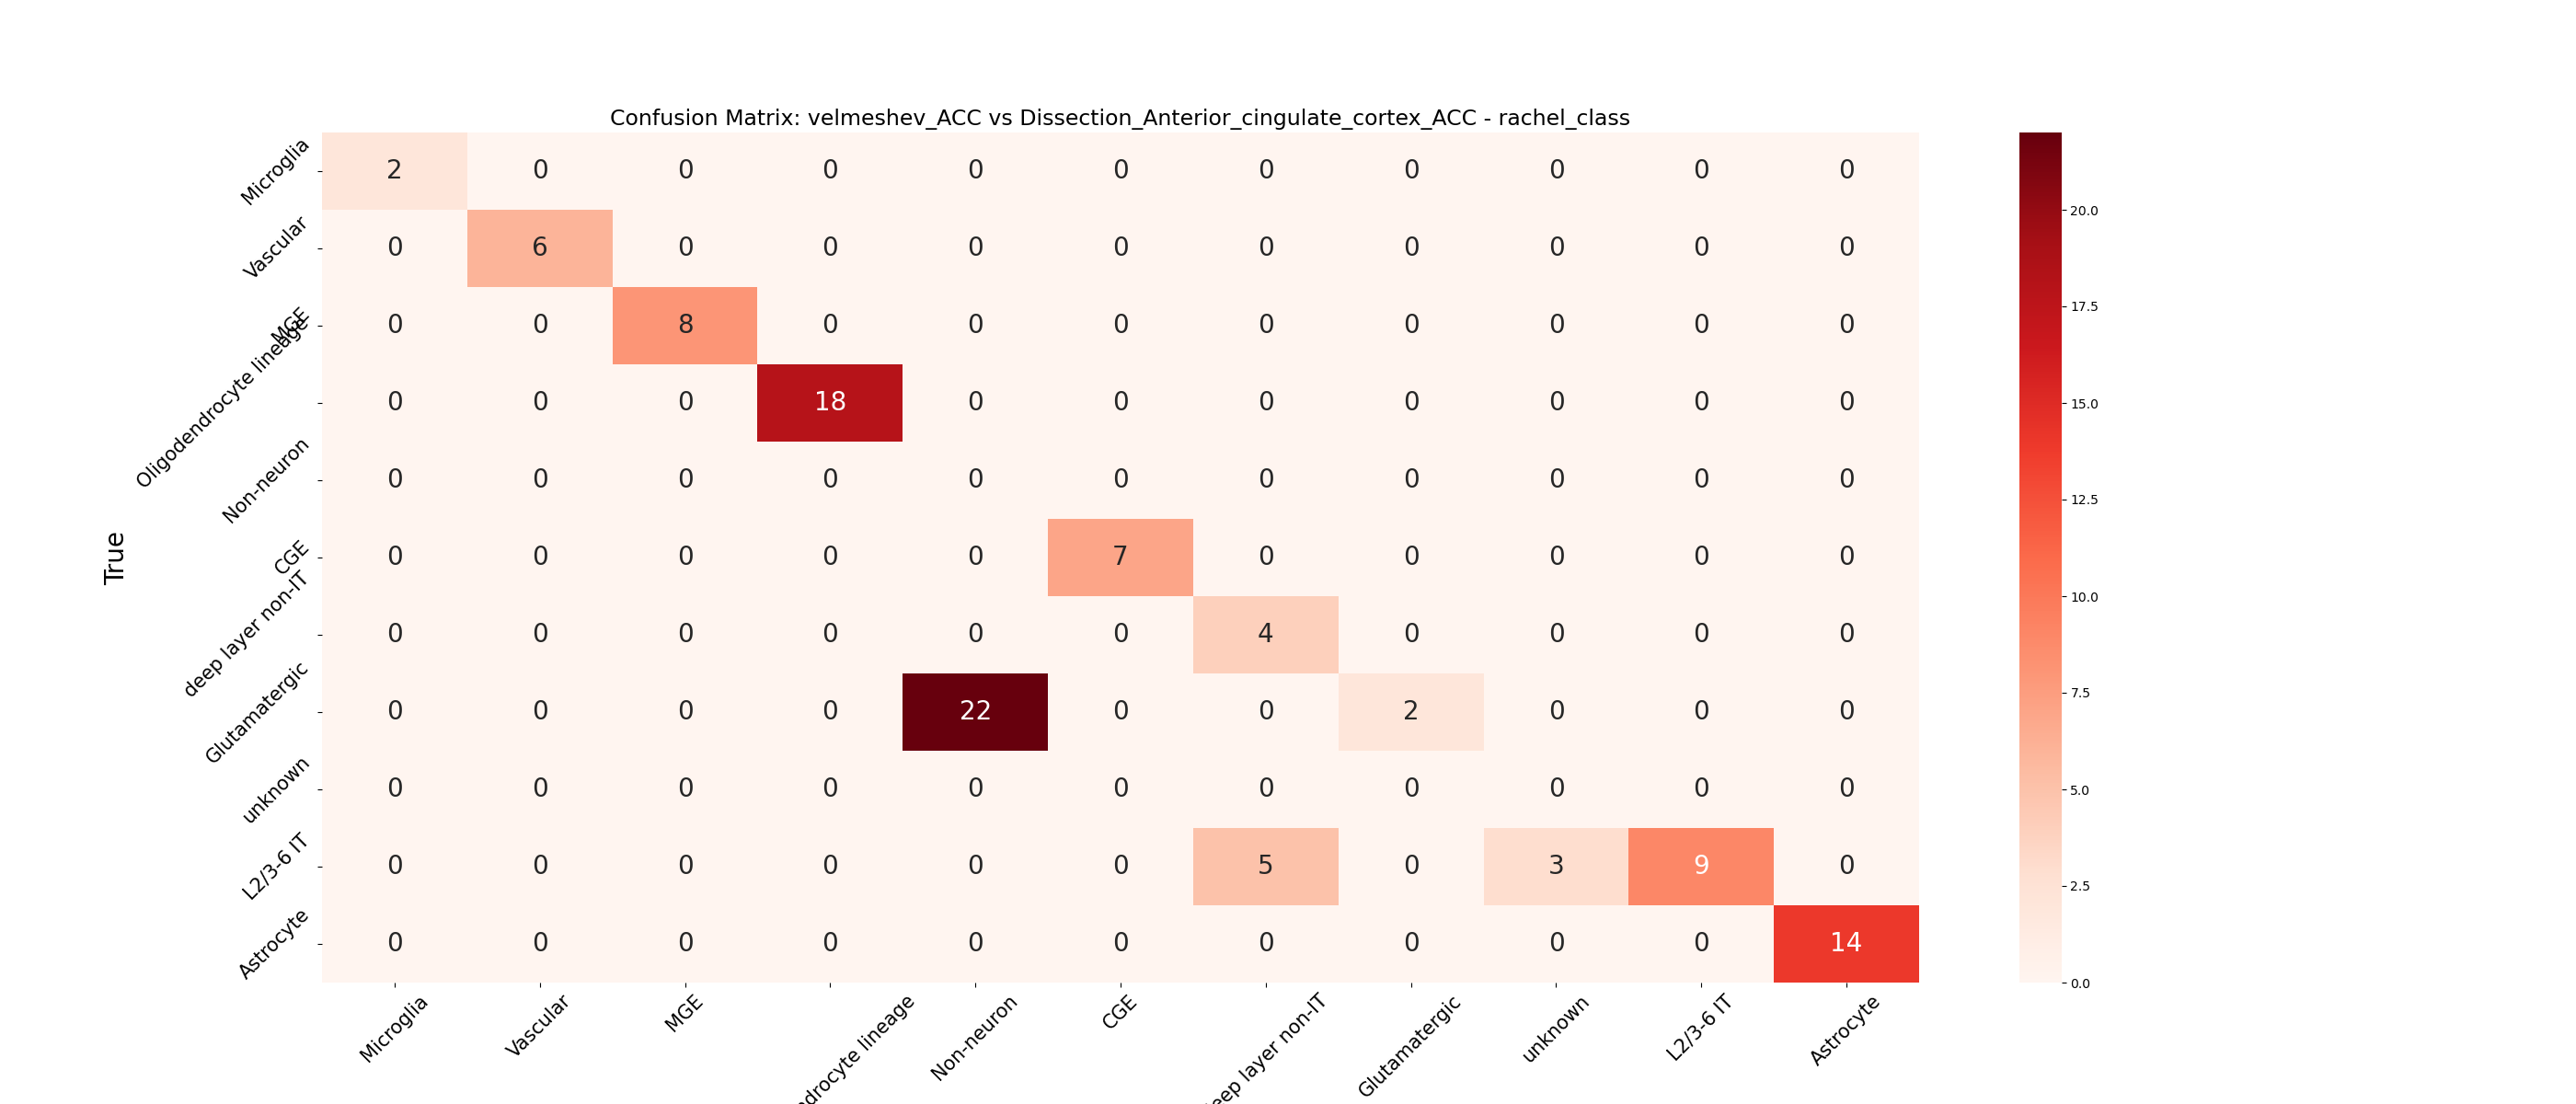 Confusion Matrix: velmeshev_ACC vs Dissection_Anterior_cingulate_cortex_ACC - rachel_class
True
Microglia 2 0 0 0 0 0 0 0 0 0 0
Vascular 0 6 0 0 0 0 0 0 0 0 0
MGE 0 0 8 0 0 0 0 0 0 0 0
Oligodendrocyte lineage 0 0 0 18 0 0 0 0 0 0 0
Non-neuron 0 0 0 0 0 0 0 0 0 0 0
CGE 0 0 0 0 0 7 0 0 0 0 0
deep layer non-IT 0 0 0 0 0 0 4 0 0 0 0
Glutamatergic 0 0 0 0 22 0 0 2 0 0 0
unknown 0 0 0 0 0 0 0 0 0 0 0
L2/3-6 IT 0 0 0 0 0 0 5 0 3 9 0
Astrocyte 0 0 0 0 0 0 0 0 0 0 14
Microglia Vascular MGE ndrocyte lineage Non-neuron CGE eep layer non-IT Glutamatergic unknown L2/3-6 IT Astrocyte
20.0
17.5
15.0
12.5
10.0
7.5
5.0
2.5
0.0